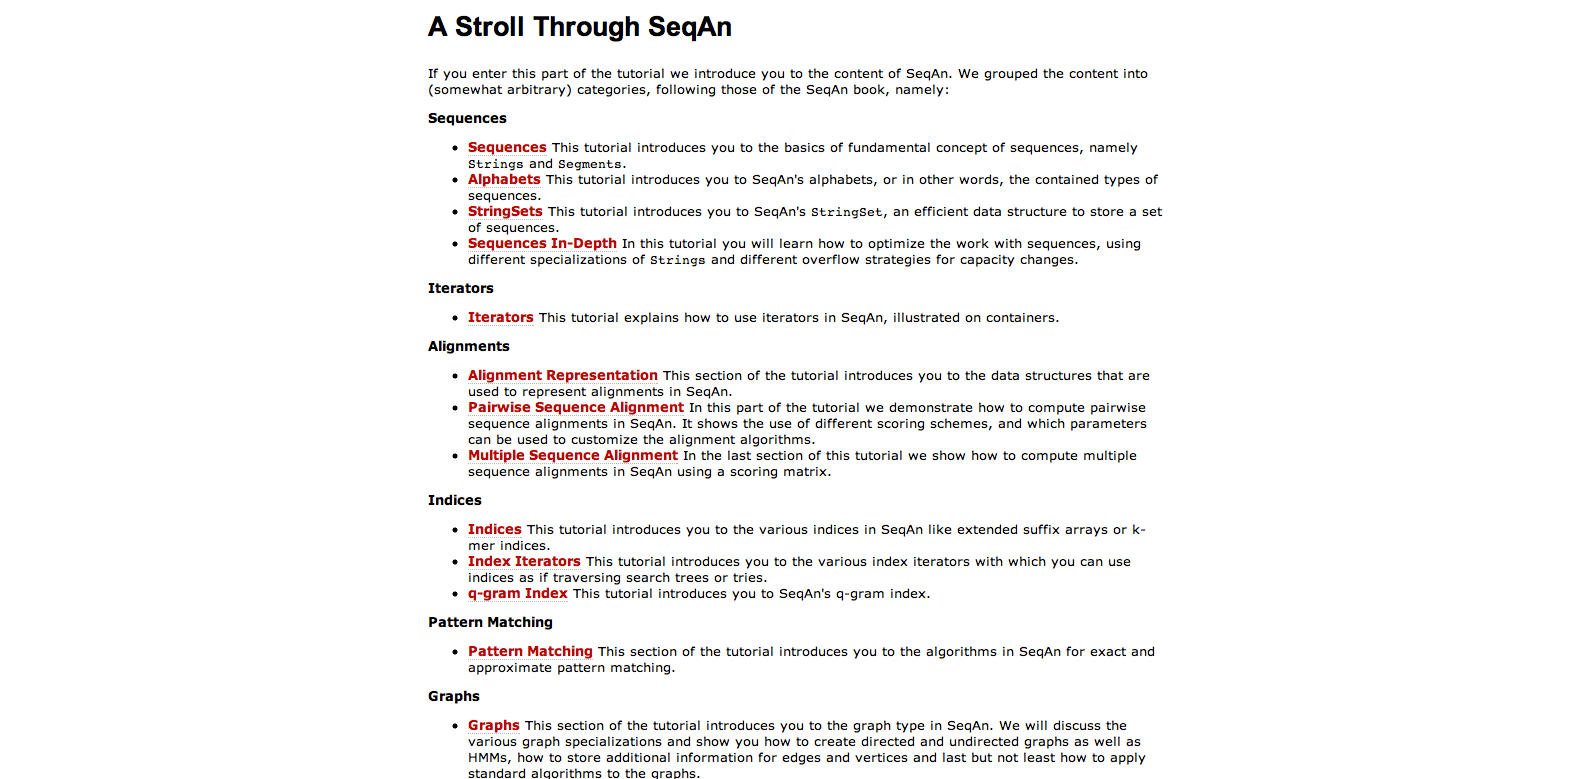 A Stroll Through SeqAn
If you enter this part of the tutorial we introduce you to the content of SeqAn. We grouped the content into
(somewhat arbitrary) categories, following those of the SeqAn book, namely:
Sequences
• Sequences This tutorial introduces you to the basics of fundamental concept of sequences, namely
Strings and Segments.
• Alphabets This tutorial introduces you to SeqAn's alphabets, or in other words, the contained types of
sequences.
• StringSets This tutorial introduces you to SeqAn's StringSet, an efficient data structure to store a set
of sequences.
• Sequences In-Depth In this tutorial you will learn how to optimize the work with sequences, using
different specializations of Strings and different overflow strategies for capacity changes.
Iterators
• Iterators This tutorial explains how to use iterators in SeqAn, illustrated on containers.
Alignments
• Alignment Representation This section of the tutorial introduces you to the data structures that are
used to represent alignments in SeqAn.
• Pairwise Sequence Alignment In this part of the tutorial we demonstrate how to compute pairwise
sequence alignments in SeqAn. It shows the use of different scoring schemes, and which parameters
can be used to customize the alignment algorithms.
• Multiple Sequence Alignment In the last section of this tutorial we show how to compute multiple
sequence alignments in SeqAn using a scoring matrix.
Indices
• Indices This tutorial introduces you to the various indices in SeqAn like extended suffix arrays or k-
mer indices.
• Index Iterators This tutorial introduces you to the various index iterators with which you can use
indices as if traversing search trees or tries.
• q-gram Index This tutorial introduces you to SeqAn's q-gram index.
Pattern Matching
• Pattern Matching This section of the tutorial introduces you to the algorithms in SeqAn for exact and
approximate pattern matching.
Graphs
• Graphs This section of the tutorial introduces you to the graph type in SeqAn. We will discuss the
various graph specializations and show you how to create directed and undirected graphs as well as
HMMs, how to store additional information for edges and vertices and last but not least how to apply
standard algorithms to the graphs.